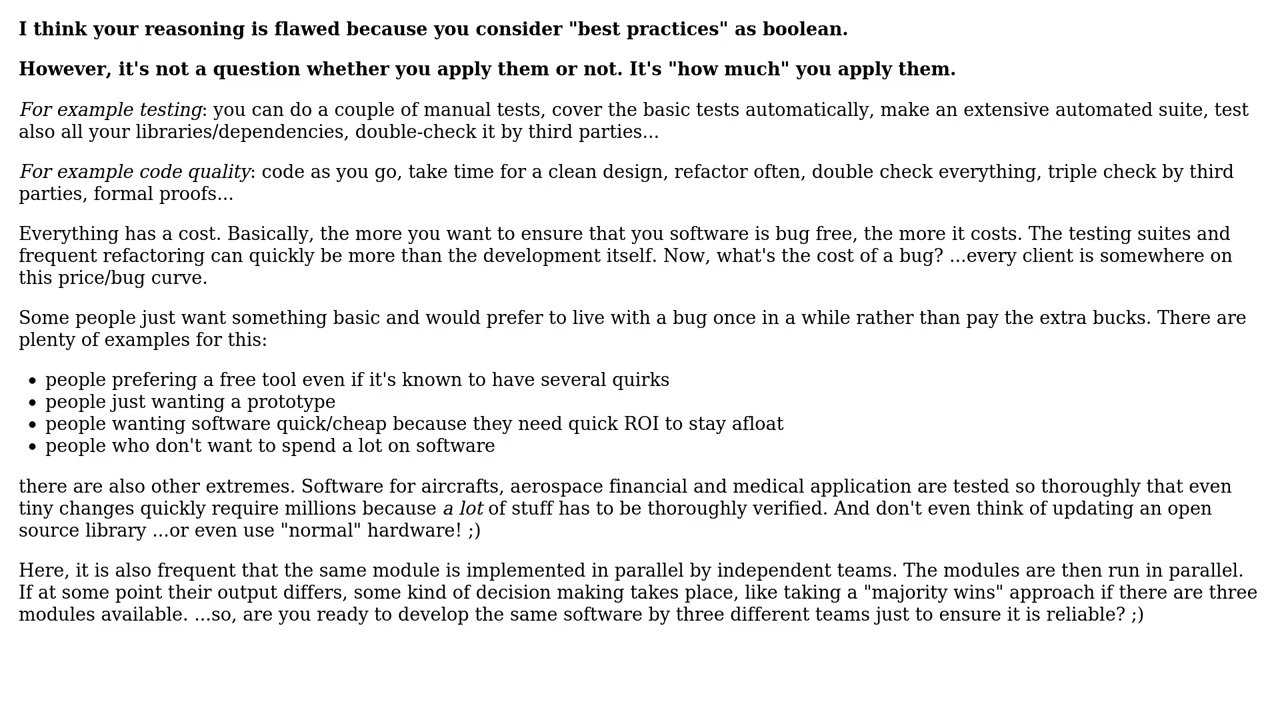 I think your reasoning is flawed because you consider "best practices" as boolean.
However, it's not a question whether you apply them or not. It's "how much" you apply them.
For example testing: you can do a couple of manual tests, cover the basic tests automatically, make an extensive automated suite, test
also all your libraries/dependencies, double-check it by third parties...
For example code quality: code as you go, take time for a clean design, refactor often, double check everything, triple check by third
parties, formal proofs...
Everything has a cost. Basically, the more you want to ensure that you software is bug free, the more it costs. The testing suites and
frequent refactoring can quickly be more than the development itself. Now, what's the cost of a bug? ...every client is somewhere on
this price/bug curve.
Some people just want something basic and would prefer to live with a bug once in a while rather than pay the extra bucks. There are
plenty of examples for this:
• people prefering a free tool even if it's known to have several quirks
• people just wanting a prototype
• people wanting software quick/cheap because they need quick ROI to stay afloat
• people who don't want to spend a lot on software
there are also other extremes. Software for aircrafts, aerospace financial and medical application are tested so thoroughly that even
tiny changes quickly require millions because a lot of stuff has to be thoroughly verified. And don't even think of updating an open
source library ...or even use "normal" hardware! ;)
Here, it is also frequent that the same module is implemented in parallel by independent teams. The modules are then run in parallel.
If at some point their output differs, some kind of decision making takes place, like taking a "majority wins" approach if there are three
modules available. ...so, are you ready to develop the same software by three different teams just to ensure it is reliable? ;)